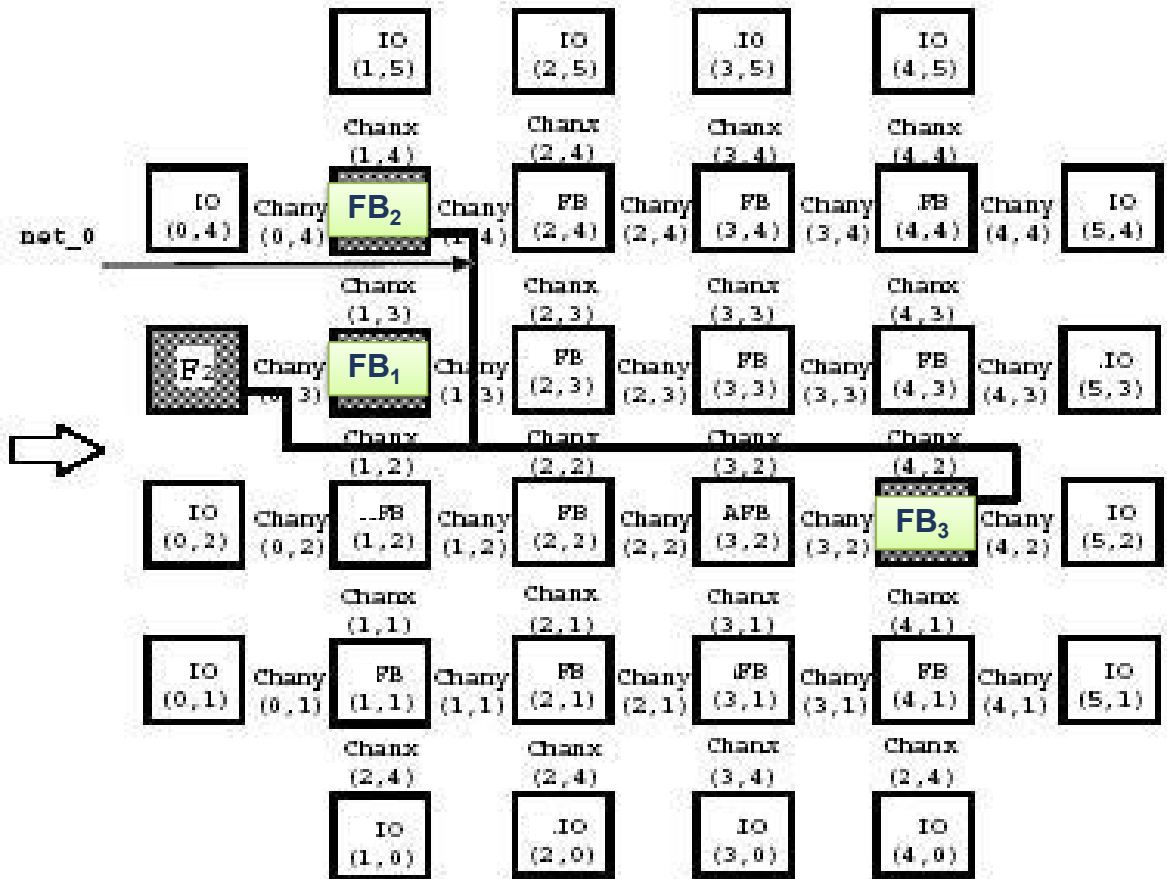 IO IO IO IO
(1,5) (2,5) (3,5) (4,5)
Chanx Chanx Chanx Chanx
(1,4) (2,4) (3,4) (4,4)
IO Chany FB₂ Chany FB Chany FB Chany FB Chany IO
(0,4) (0,4) (1,4) (2,4) (2,4) (3,4) (3,4) (4,4) (4,4) (5,4)
net_0
Chanx Chanx Chanx Chanx
(1,3) (2,3) (3,3) (4,3)
Chany FB₁ Chany FB Chany FB Chany FB Chany .IO
(0,3) (1,3) (2,3) (2,3) (3,3) (3,3) (4,3) (4,3) (5,3)
Chanx Chanx Chanx Chanx
(1,2) (2,2) (3,2) (4,2)
IO Chany FB Chany FB Chany AFB Chany FB₃ Chany IO
(0,2) (0,2) (1,2) (1,2) (2,2) (2,2) (3,2) (3,2) (4,2) (5,2)
Chanx Chanx Chanx Chanx
(1,1) (2,1) (3,1) (4,1)
IO Chany FB Chany FB Chany FB Chany FB Chany IO
(0,1) (0,1) (1,1) (1,1) (2,1) (2,1) (3,1) (3,1) (4,1) (4,1) (5,1)
Chanx Chanx Chanx Chanx
(2,4) (2,4) (3,4) (2,4)
IO .IO IO IO
(1,0) (2,0) (3,0) (4,0)